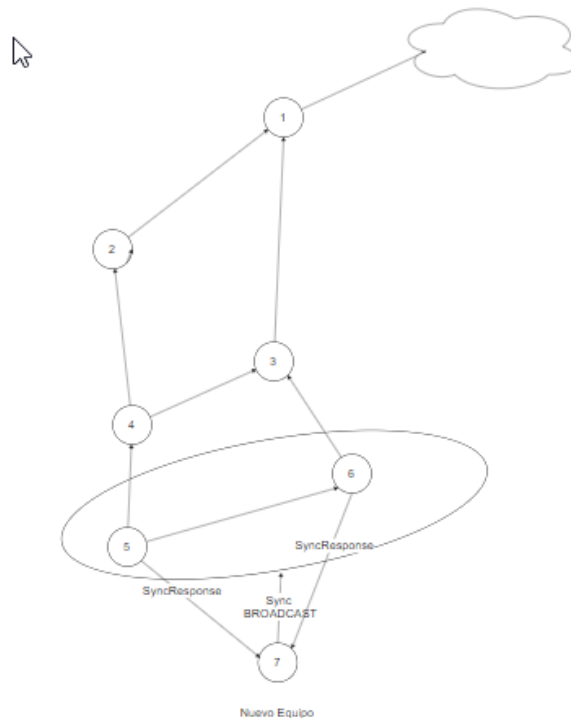 1
2
3
4
6
5
SyncResponse
SyncResponse
Sync
BROADCAST
7
Nuevo Equipo